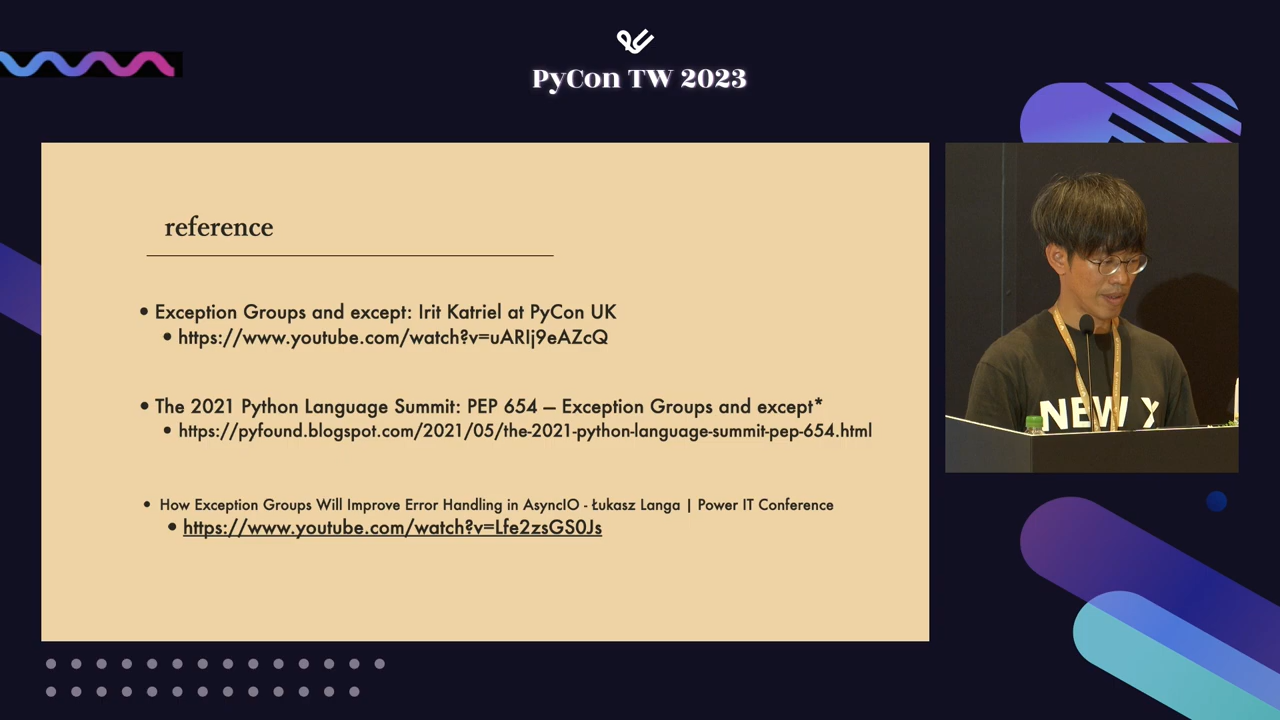 PyCon TW 2023
reference
• Exception Groups and except: Irit Katriel at PyCon UK
• https://www.youtube.com/watch?v=uARIj9eAZcQ
• The 2021 Python Language Summit: PEP 654 — Exception Groups and except*
• https://pyfound.blogspot.com/2021/05/the-2021-python-language-summit-pep-654.html
• How Exception Groups Will Improve Error Handling in AsyncIO - Łukasz Langa | Power IT Conference
• https://www.youtube.com/watch?v=Lfe2zsGS0Js
NEW